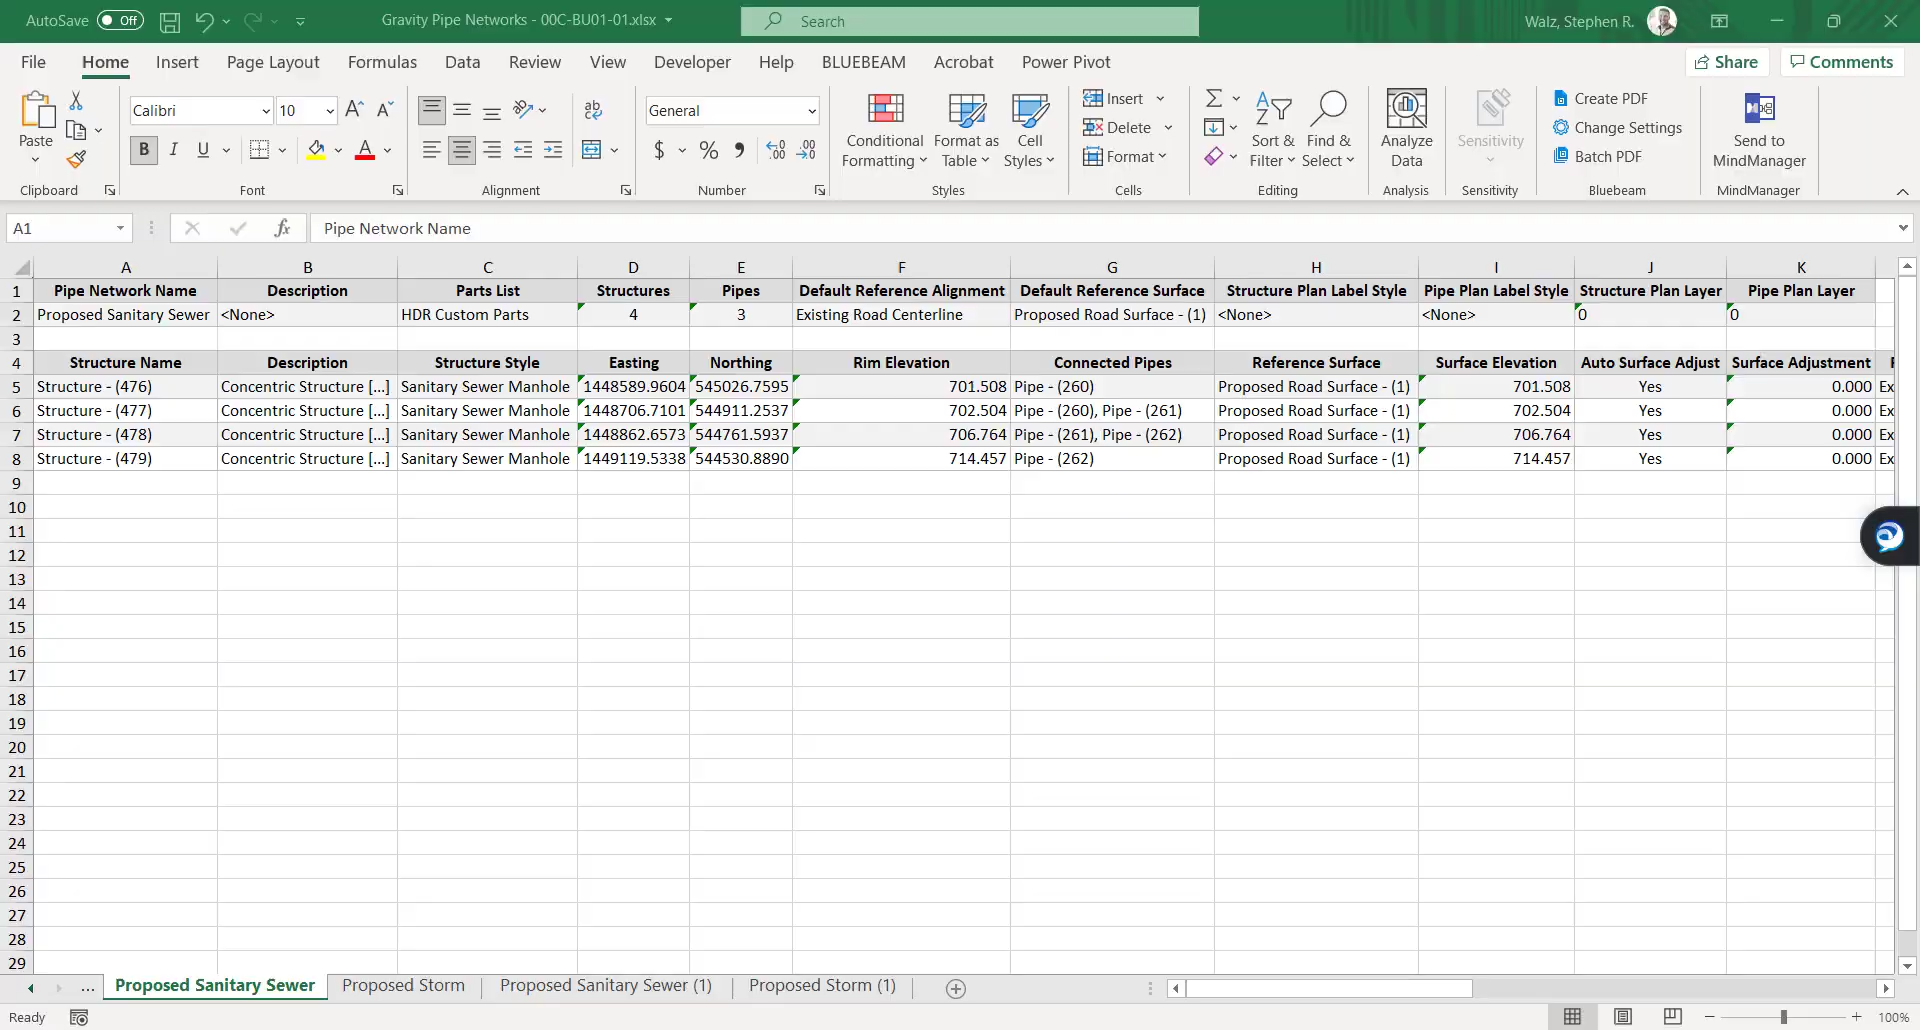 AutoSave Off Gravity Pipe Networks - 00C-BU01-01.xlsx Search Walz, Stephen R.
File Home Insert Page Layout Formulas Data Review View Developer Help BLUEBEAM Acrobat Power Pivot Share Comments
Paste
Calibri 10
B I U A
ab
General
$ % 9
Conditional Formatting
Format as Table
Cell Styles
Insert
Delete
Format
Sort & Filter
Find & Select
Analyze Data
Sensitivity
Create PDF
Change Settings
Batch PDF
Send to MindManager
Clipboard Font Alignment Number Styles Cells Editing Analysis Sensitivity Bluebeam MindManager
A1 fx Pipe Network Name
A B C D E F G H I J K
1 Pipe Network Name Description Parts List Structures Pipes Default Reference Alignment Default Reference Surface Structure Plan Label Style Pipe Plan Label Style Structure Plan Layer Pipe Plan Layer
2 Proposed Sanitary Sewer <None> HDR Custom Parts 4 3 Existing Road Centerline Proposed Road Surface - (1) <None> <None> 0 0
3
4 Structure Name Description Structure Style Easting Northing Rim Elevation Connected Pipes Reference Surface Surface Elevation Auto Surface Adjust Surface Adjustment
5 Structure - (476) Concentric Structure [...] Sanitary Sewer Manhole 1448589.9604 545026.7595 701.508 Pipe - (260) Proposed Road Surface - (1) 701.508 Yes 0.000 Ex
6 Structure - (477) Concentric Structure [...] Sanitary Sewer Manhole 1448706.7101 544911.2537 702.504 Pipe - (260), Pipe - (261) Proposed Road Surface - (1) 702.504 Yes 0.000 Ex
7 Structure - (478) Concentric Structure [...] Sanitary Sewer Manhole 1448862.6573 544761.5937 706.764 Pipe - (261), Pipe - (262) Proposed Road Surface - (1) 706.764 Yes 0.000 Ex
8 Structure - (479) Concentric Structure [...] Sanitary Sewer Manhole 1449119.5338 544530.8890 714.457 Pipe - (262) Proposed Road Surface - (1) 714.457 Yes 0.000 Ex
9
10
11
12
13
14
15
16
17
18
19
20
21
22
23
24
25
26
27
28
29
... Proposed Sanitary Sewer Proposed Storm Proposed Sanitary Sewer (1) Proposed Storm (1)
Ready 100%